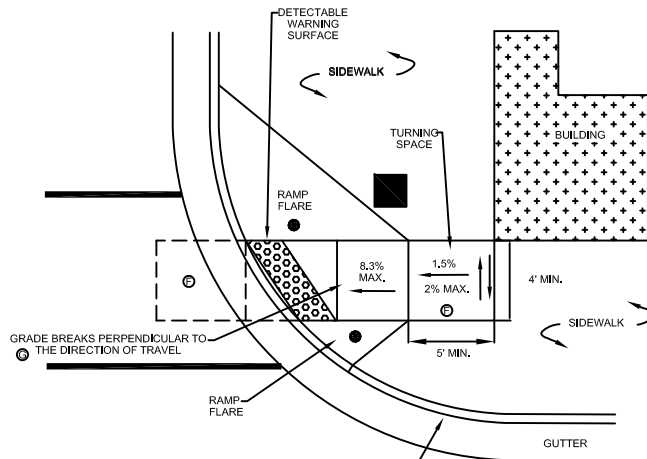 DETECTABLE
WARNING
SURFACE
SIDEWALK
TURNING
SPACE
BUILDING
RAMP
FLARE
8.3%
MAX.
1.5%
2% MAX.
F
F
4' MIN.
GRADE BREAKS PERPENDICULAR TO
THE DIRECTION OF TRAVEL
G
SIDEWALK
5' MIN.
RAMP
FLARE
GUTTER